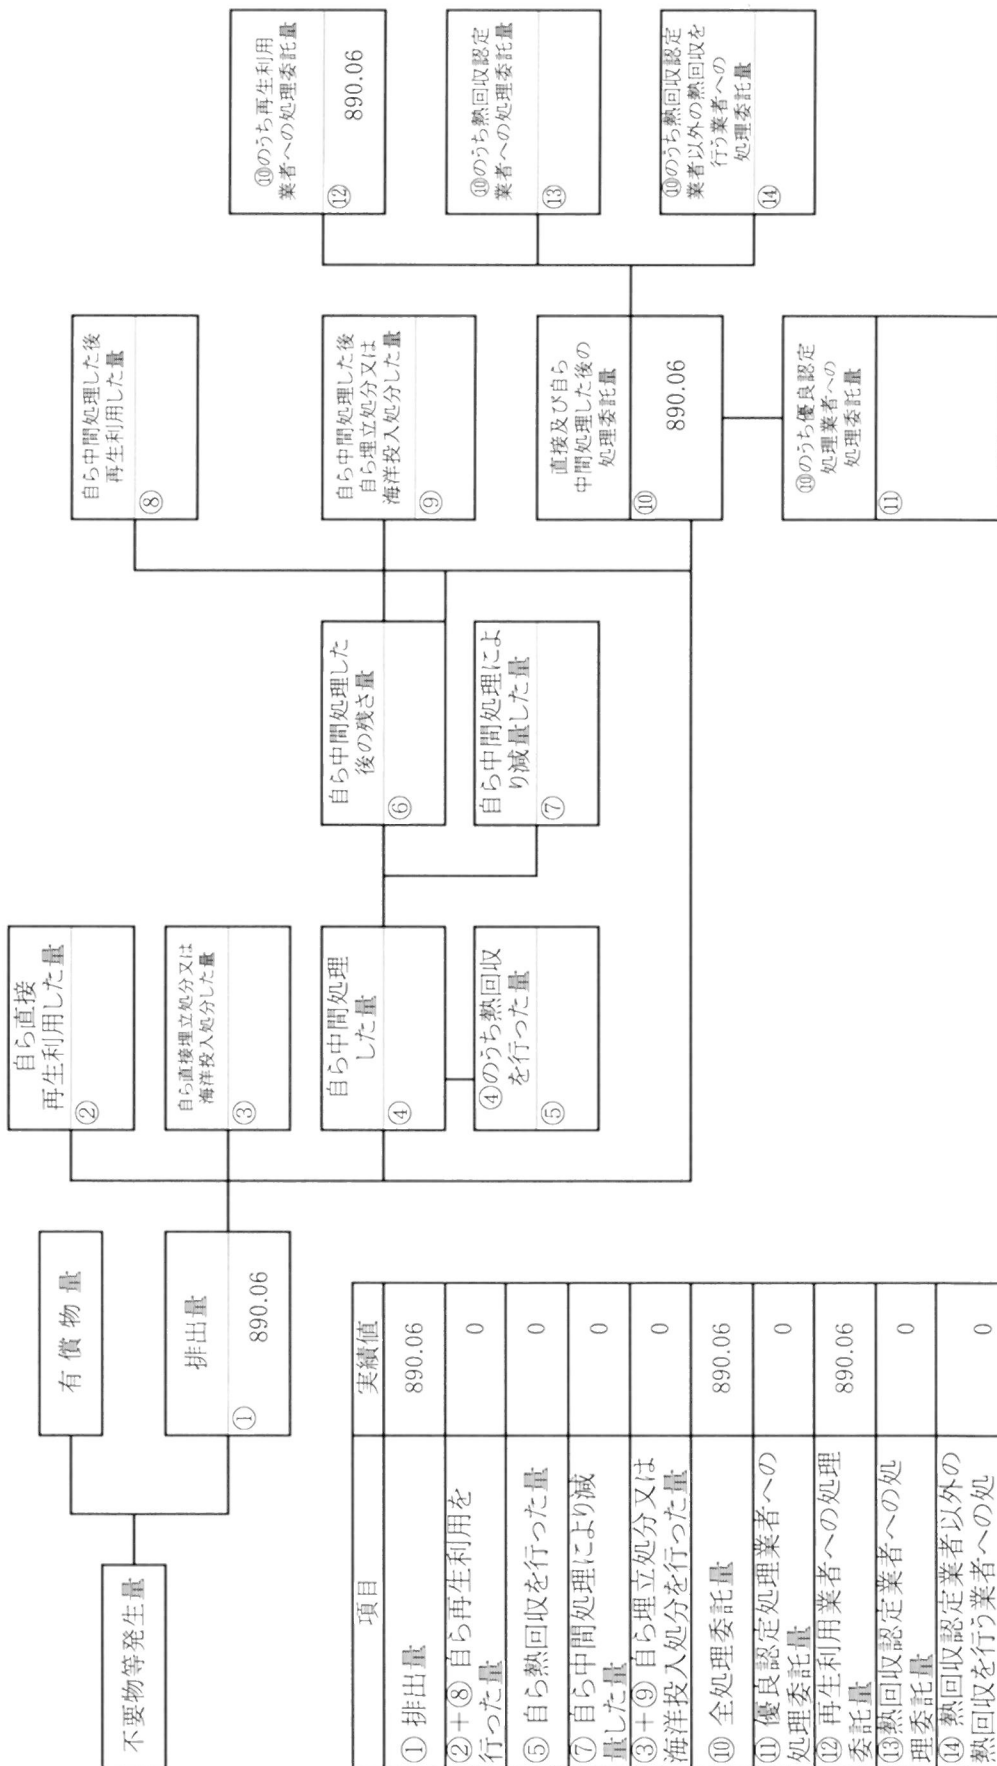 不要物等発生量
有償物量
排出量
①
890.06
自ら直接
再生利用した量
②
自ら直接埋立処分又は
海洋投入処分した量
③
自ら中間処理
した量
④
④のうち熱回収
を行った量
⑤
自ら中間処理した
後の残さ量
⑥
自ら中間処理によ
り減量した量
⑦
自ら中間処理した後
再生利用した量
⑧
自ら中間処理した後
自ら埋立処分又は
海洋投入処分した量
⑨
直接及び自ら
中間処理した後の
処理委託量
⑩
890.06
⑩のうち優良認定
処理業者への
処理委託量
⑪
⑩のうち再生利用
業者への処理委託量
⑫
890.06
⑩のうち熱回収認定
業者への処理委託量
⑬
⑩のうち熱回収認定
業者以外の熱回収を
行う業者への
処理委託量
⑭
項目 実績値
①排出量 890.06
②+⑧自ら再生利用を
行った量 0
⑤自ら熱回収を行った量 0
⑦自ら中間処理により減
量した量 0
③+⑨自ら埋立処分又は
海洋投入処分を行った量 0
⑩全処理委託量 890.06
⑪優良認定処理業者への
処理委託量 0
⑫再生利用業者への処理
委託量 890.06
⑬熱回収認定業者への処
理委託量 0
⑭熱回収認定業者以外の
熱回収を行う業者への処 0